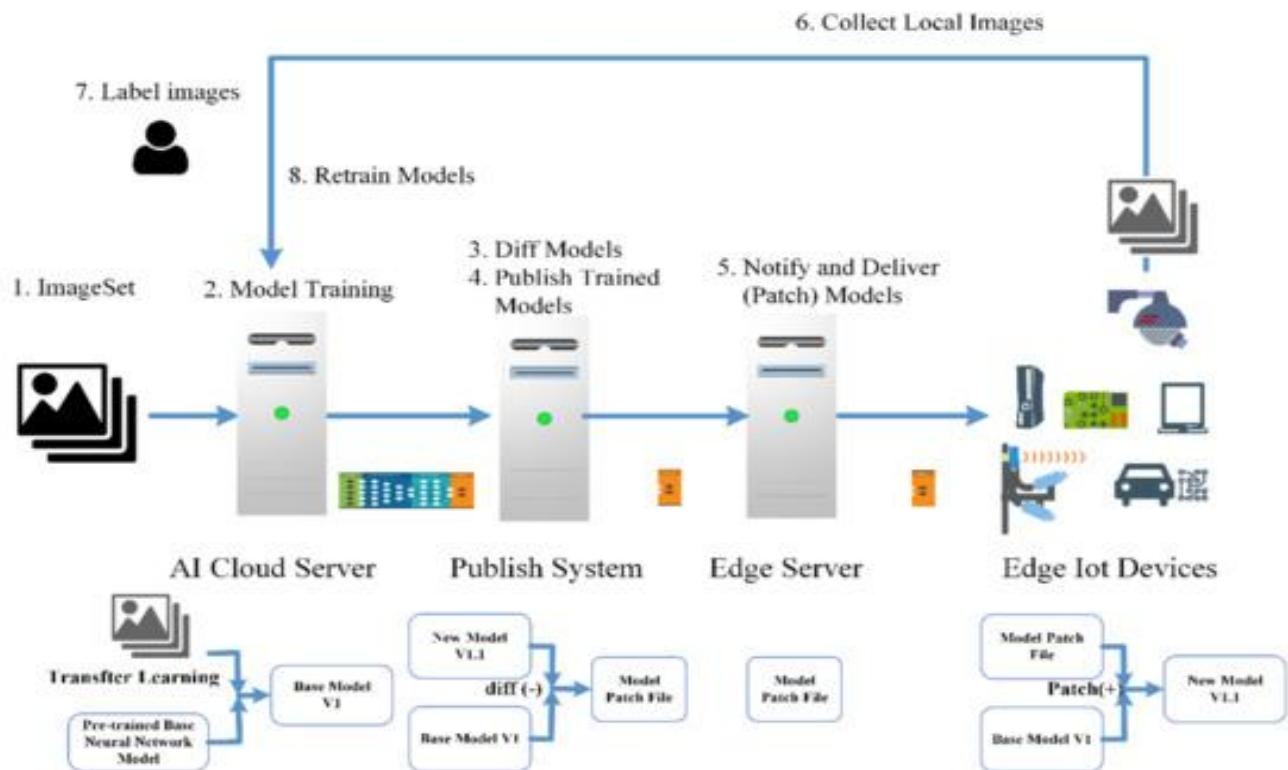 6. Collect Local Images
7. Label images
8. Retrain Models
1. ImageSet
2. Model Training
3. Diff Models
4. Publish Trained
Models
5. Notify and Deliver
(Patch) Models
AI Cloud Server
Publish System
Edge Server
Edge Iot Devices
Transfter Learning
Pre-trained Base
Neural Network
Model
Base Model
V1
New Model
V1.1
diff (-)
Base Model V1
Model
Patch File
Model
Patch File
Model Patch
File
Patch(+)
Base Model V1
New Model
V1.1